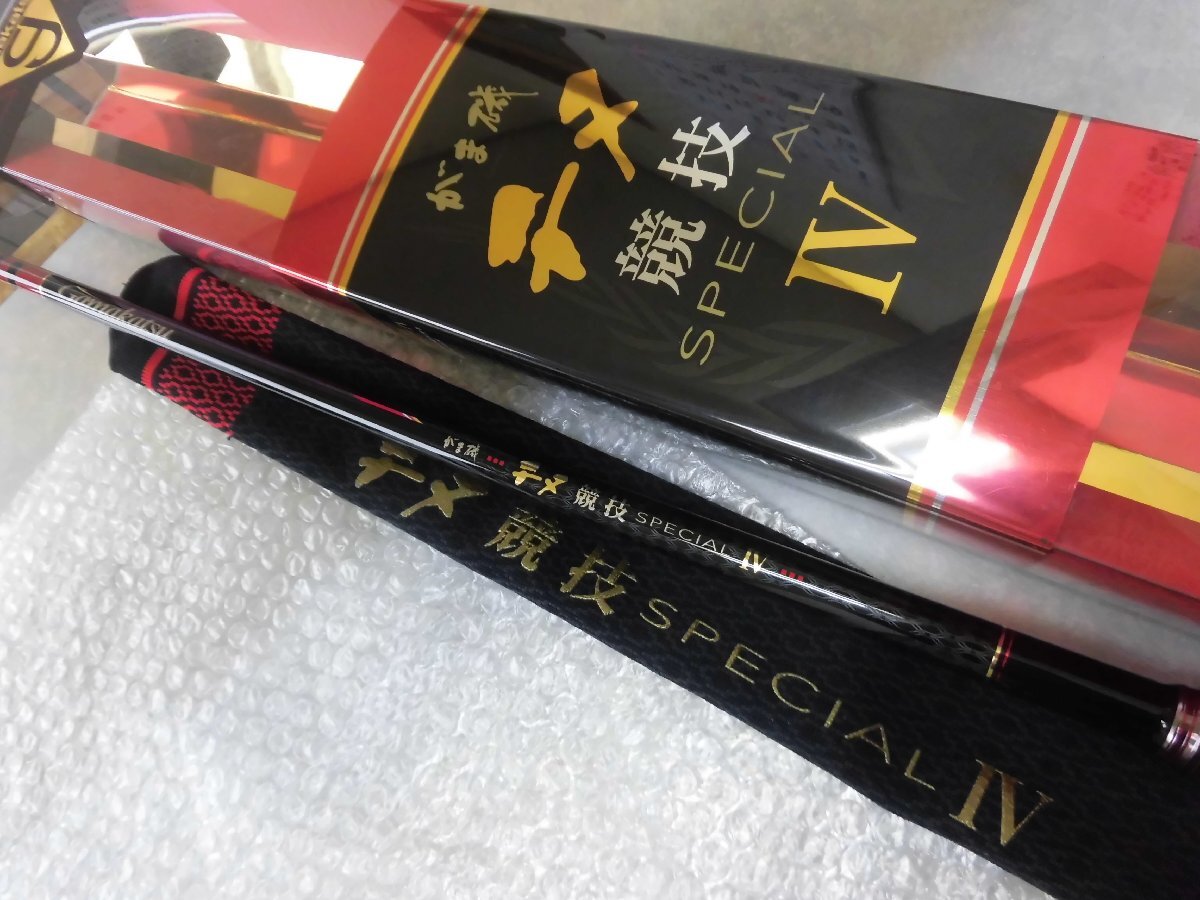 がま磯
チヌ
競技
SPECIAL
IV
Gamakatsu
がま磯 チヌ 競技 SPECIAL IV
チヌ 競技 SPECIAL IV